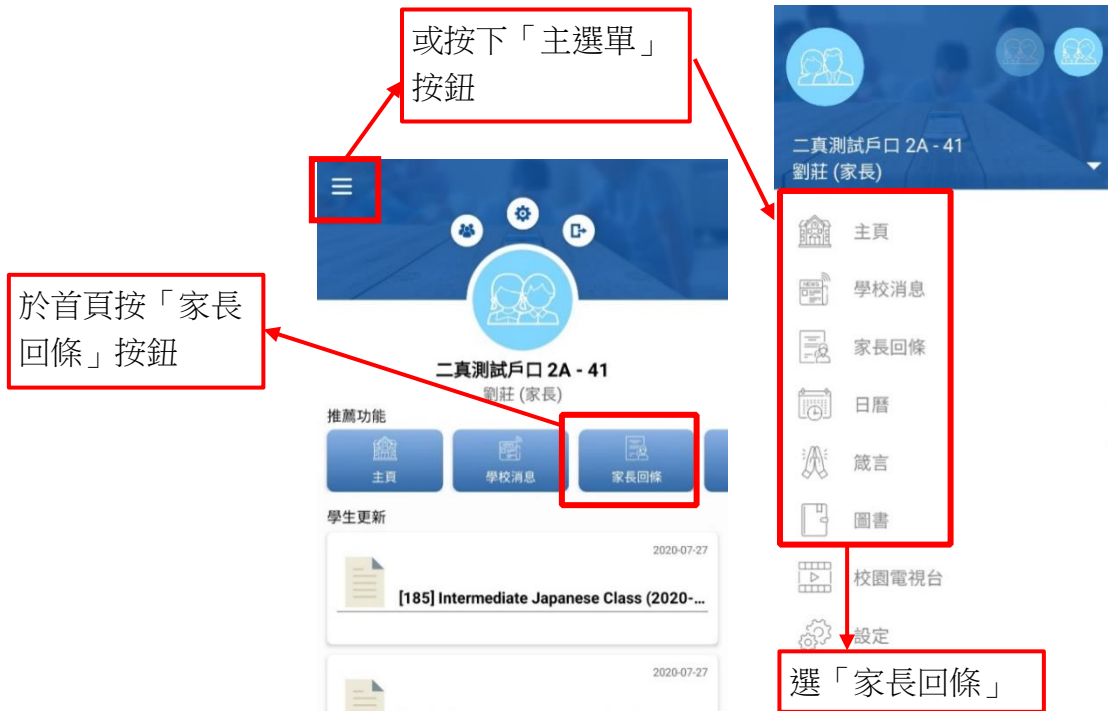 或按下「主選單」
按鈕
於首頁按「家長
回條」按鈕
二真測試戶口 2A - 41
劉莊 (家長)
推薦功能
主頁
學校消息
家長回條
學生更新
2020-07-27
[185] Intermediate Japanese Class (2020-...
2020-07-27
二真測試戶口 2A - 41
劉莊 (家長)
主頁
學校消息
家長回條
日曆
箴言
圖書
校園電視台
設定
選「家長回條」